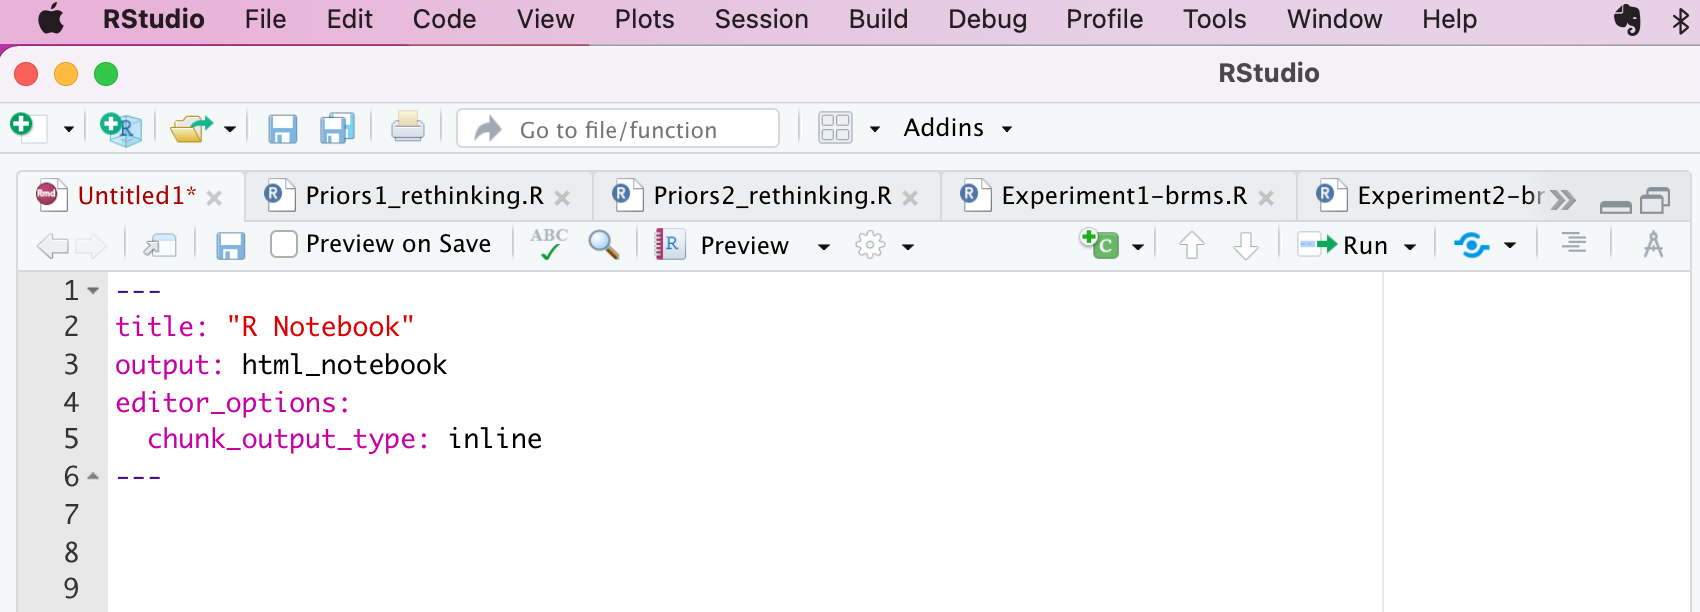 RStudio File Edit Code View Plots Session Build Debug Profile Tools Window Help
RStudio
R Go to file/function Addins
Rmd Untitled1* R Priors1_rethinking.R R Priors2_rethinking.R R Experiment1-brms.R R Experiment2-br
Preview on Save ABC R Preview C Run
1 ---
2 title: "R Notebook"
3 output: html_notebook
4 editor_options:
5 chunk_output_type: inline
6 ---
7
8
9